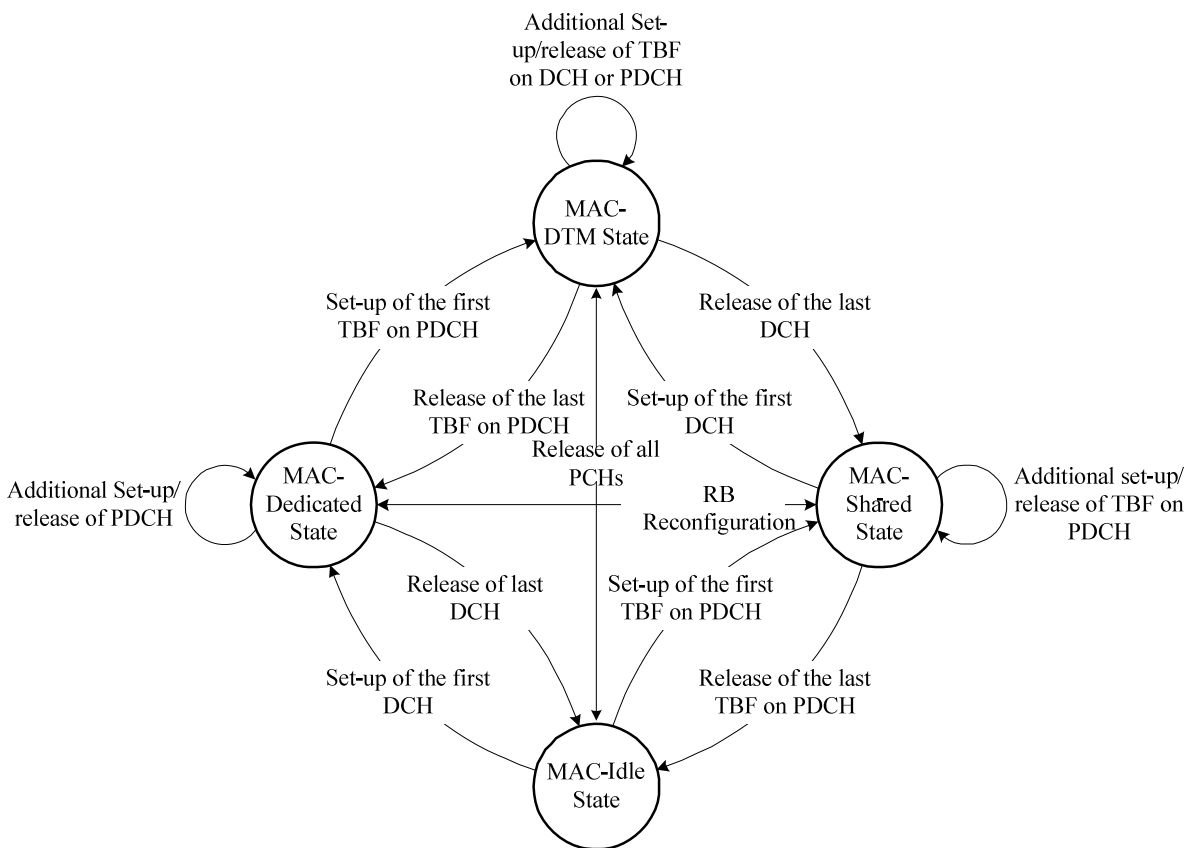 Additional Set-
up/release of TBF
on DCH or PDCH
MAC-
DTM State
Set-up of the first
TBF on PDCH
Release of the last
DCH
Release of the last
TBF on PDCH
Set-up of the first
DCH
Release of all
PCHs
Additional Set-up/
release of PDCH
MAC-
Dedicated
State
RB
Reconfiguration
MAC-
Shared
State
Additional set-up/
release of TBF on
PDCH
Release of last
DCH
Set-up of the first
TBF on PDCH
Set-up of the first
DCH
Release of the last
TBF on PDCH
MAC-Idle
State